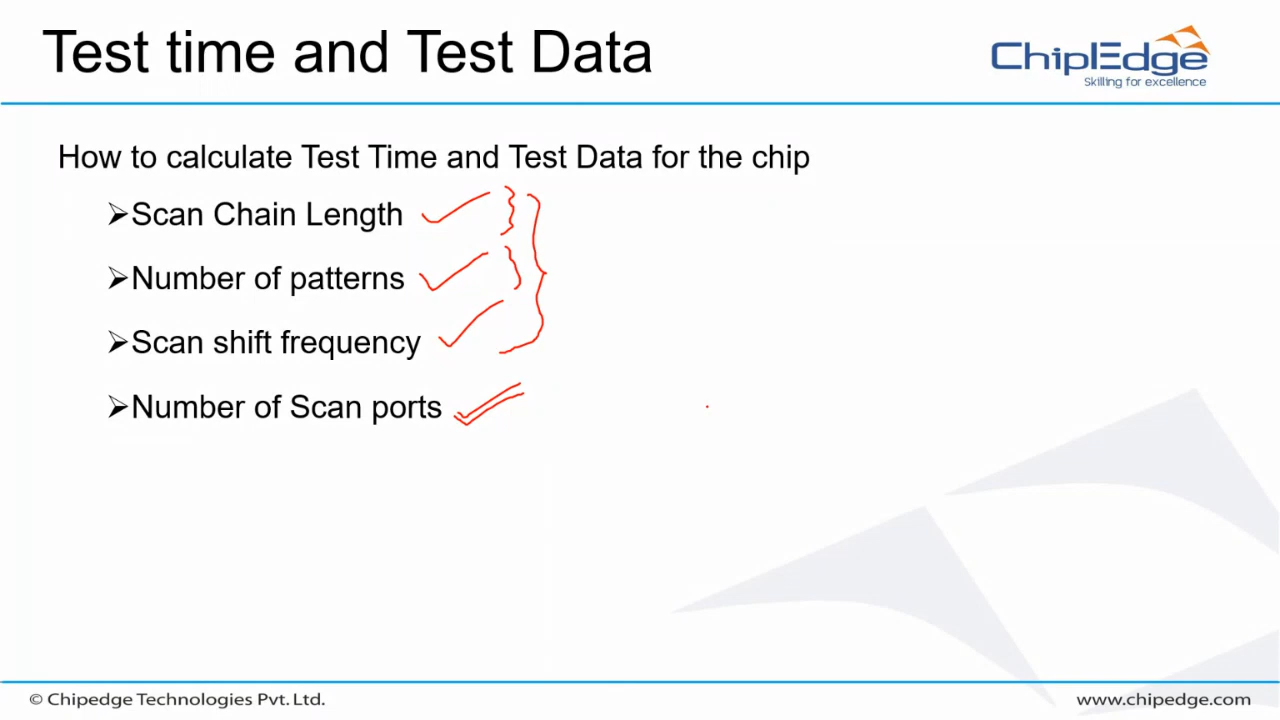 Test time and Test Data
ChipEdge
Skilling for excellence
How to calculate Test Time and Test Data for the chip
➢Scan Chain Length
➢Number of patterns
➢Scan shift frequency
➢Number of Scan ports
© Chipedge Technologies Pvt. Ltd.
www.chipedge.com